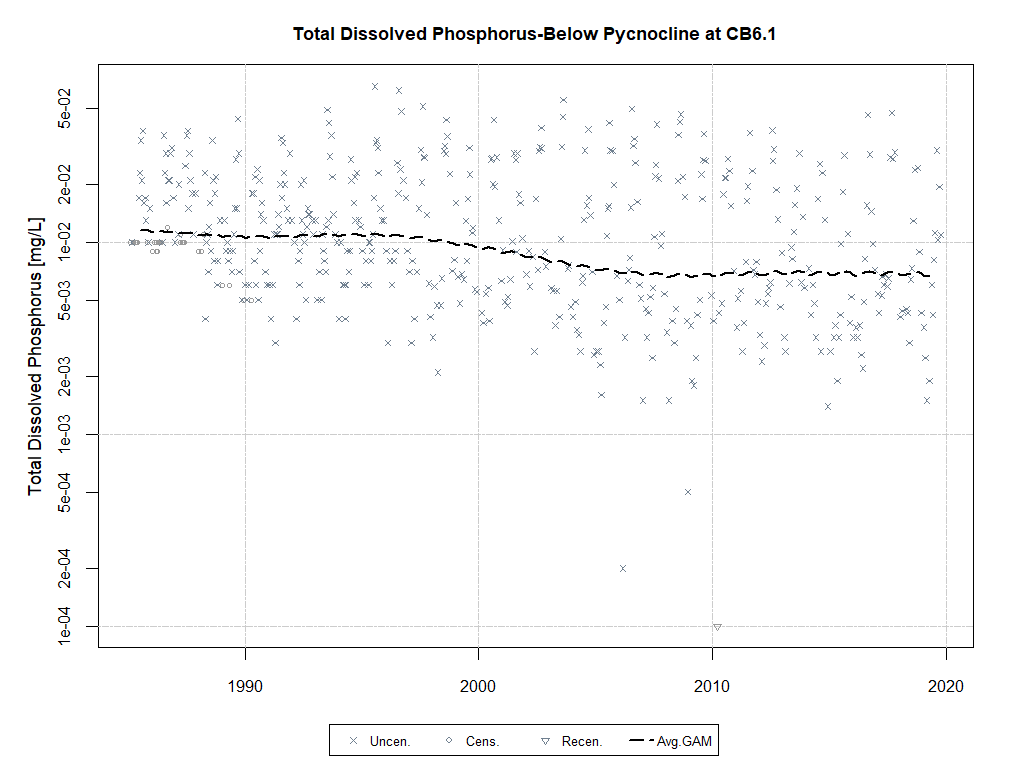 Total Dissolved Phosphorus-Below Pycnocline at CB6.1
Total Dissolved Phosphorus [mg/L]
5e-02
2e-02
1e-02
5e-03
2e-03
1e-03
5e-04
2e-04
1e-04
1990 2000 2010 2020
Uncen. Cens. Recen. Avg.GAM